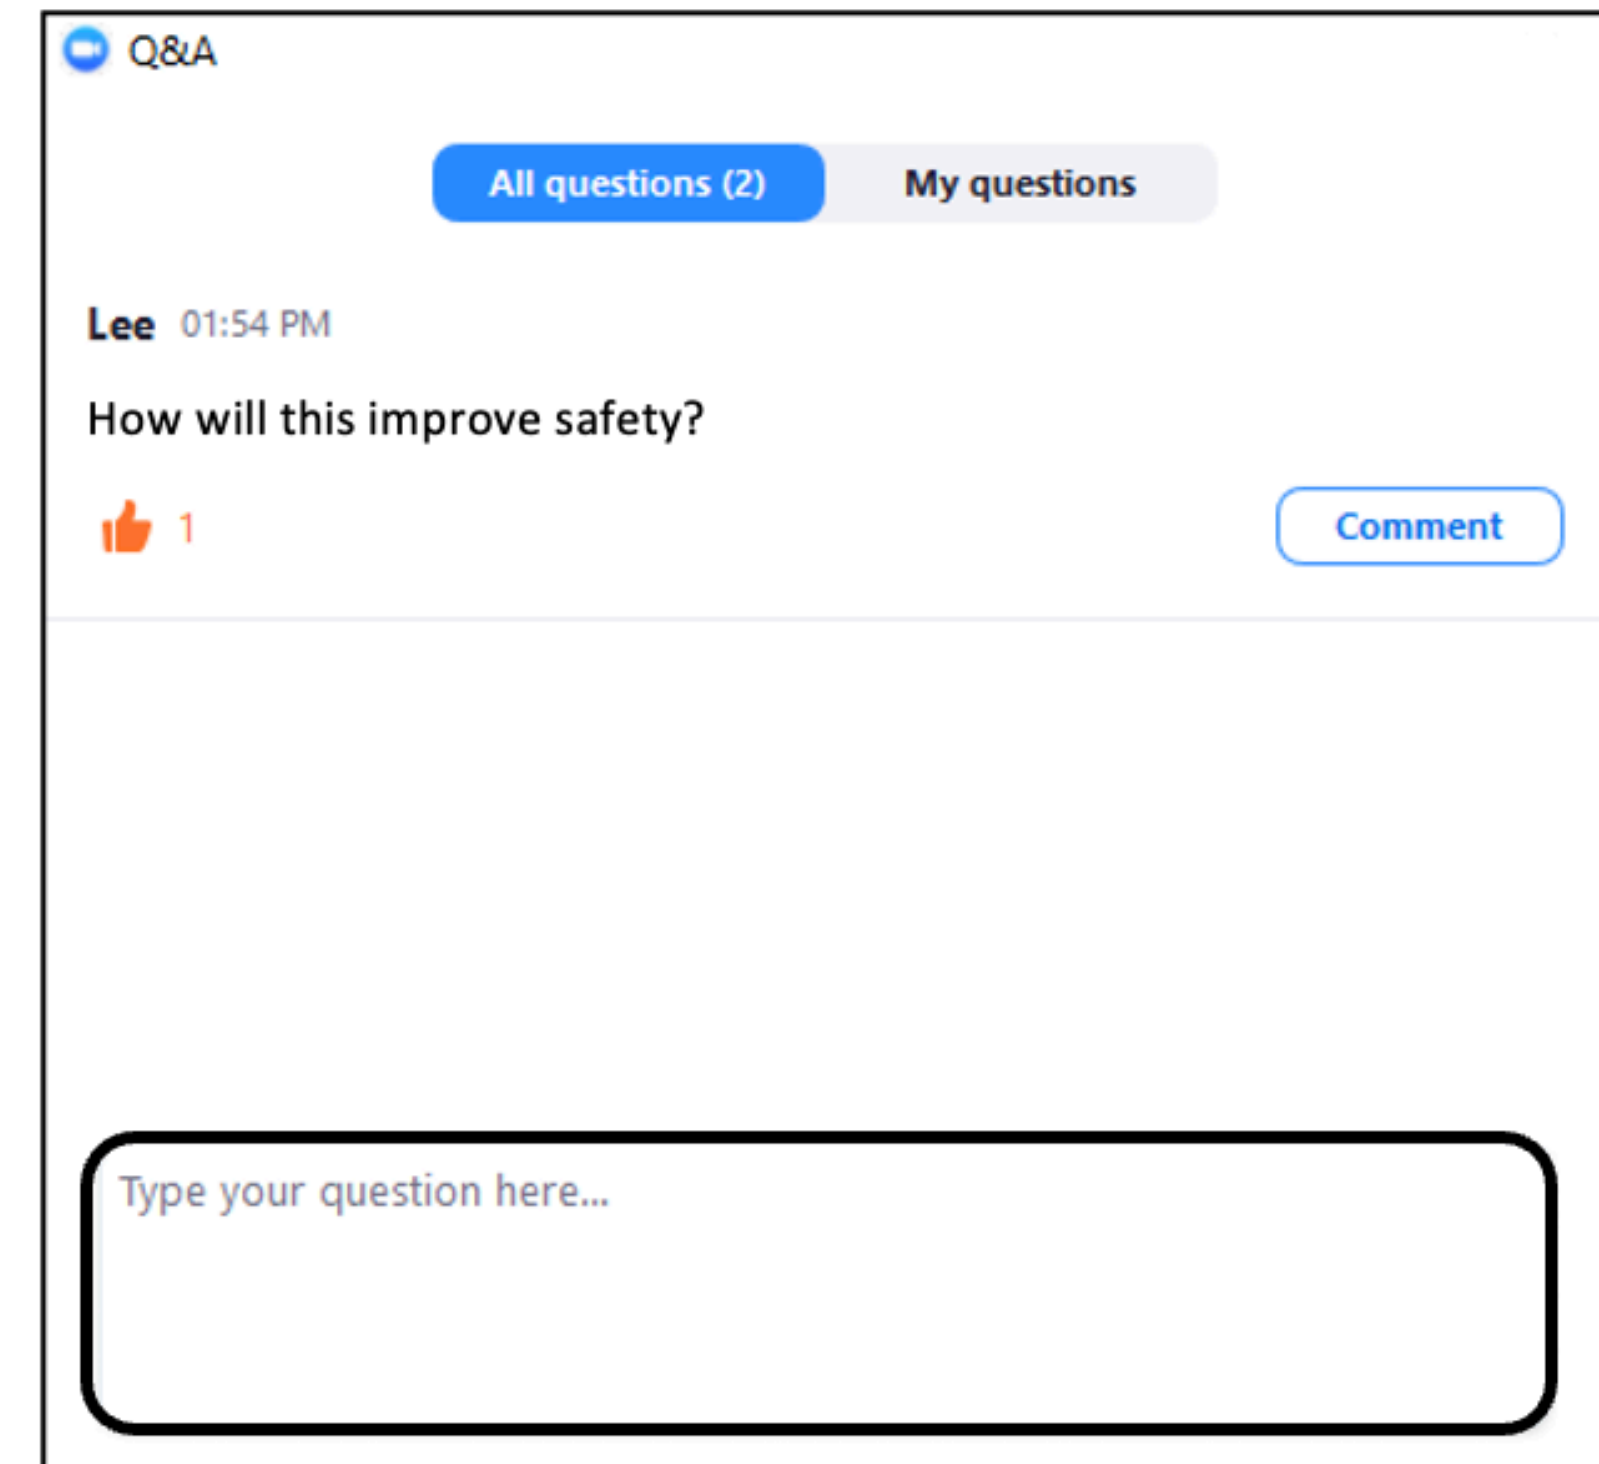 Q&A
All questions (2) My questions
Lee 01:54 PM
How will this improve safety?
1 Comment
Type your question here...